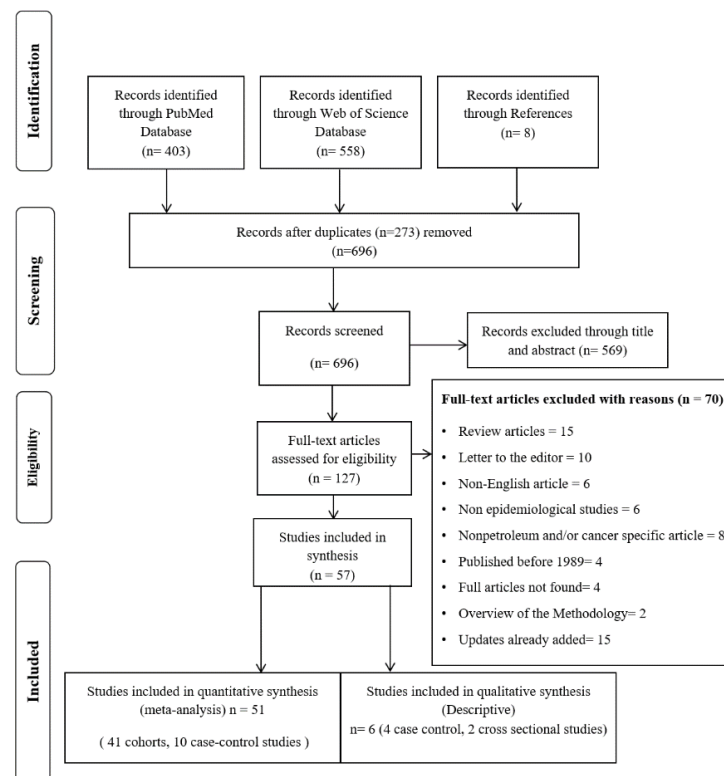 Identification
Records identified
through PubMed
Database
(n= 403)
Records identified
through Web of Science
Database
(n= 558)
Records identified
through References
(n= 8)
Screening
Records after duplicates (n=273) removed
(n=696)
Records screened
(n = 696)
Records excluded through title
and abstract (n= 569)
Eligibility
Full-text articles
assessed for eligibility
(n = 127)
Full-text articles excluded with reasons (n = 70)
• Review articles = 15
• Letter to the editor = 10
• Non-English article = 6
• Non epidemiological studies = 6
• Nonpetroleum and/or cancer specific article = 8
• Published before 1989= 4
• Full articles not found= 4
• Overview of the Methodology= 2
• Updates already added= 15
Studies included in
synthesis
(n = 57)
Included
Studies included in quantitative synthesis
(meta-analysis) n = 51
( 41 cohorts, 10 case-control studies )
Studies included in qualitative synthesis
(Descriptive)
n= 6 (4 case control, 2 cross sectional studies)